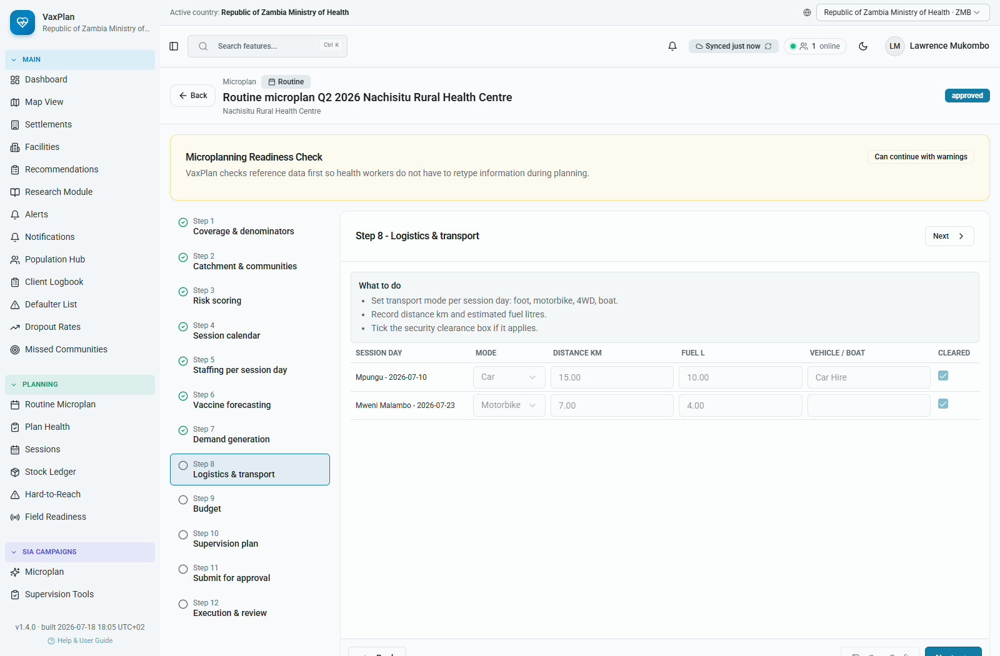 VaxPlan
Republic of Zambia Ministry of...
MAIN
Dashboard
Map View
Settlements
Facilities
Recommendations
Research Module
Alerts
Notifications
Population Hub
Client Logbook
Defaulter List
Dropout Rates
Missed Communities
PLANNING
Routine Microplan
Plan Health
Sessions
Stock Ledger
Hard-to-Reach
Field Readiness
SIA CAMPAIGNS
Microplan
Supervision Tools
v1.4.0 · built 2026-07-18 18:05 UTC+02
Help & User Guide
Active country: Republic of Zambia Ministry of Health
Republic of Zambia Ministry of Health · ZMB
Search features...
Ctrl K
Synced just now
1 online
LM
Lawrence Mukombo
Back
Microplan
Routine
Routine microplan Q2 2026 Nachisitu Rural Health Centre
Nachisitu Rural Health Centre
approved
Microplanning Readiness Check
Can continue with warnings
VaxPlan checks reference data first so health workers do not have to retype information during planning.
Step 1
Coverage & denominators
Step 2
Catchment & communities
Step 3
Risk scoring
Step 4
Session calendar
Step 5
Staffing per session day
Step 6
Vaccine forecasting
Step 7
Demand generation
Step 8
Logistics & transport
Step 9
Budget
Step 10
Supervision plan
Step 11
Submit for approval
Step 12
Execution & review
Step 8 - Logistics & transport
Next
What to do
• Set transport mode per session day: foot, motorbike, 4WD, boat.
• Record distance km and estimated fuel litres.
• Tick the security clearance box if it applies.
SESSION DAY MODE DISTANCE KM FUEL L VEHICLE / BOAT CLEARED
Mpungu - 2026-07-10 Car 15.00 10.00 Car Hire
Mweni Malambo - 2026-07-23 Motorbike 7.00 4.00